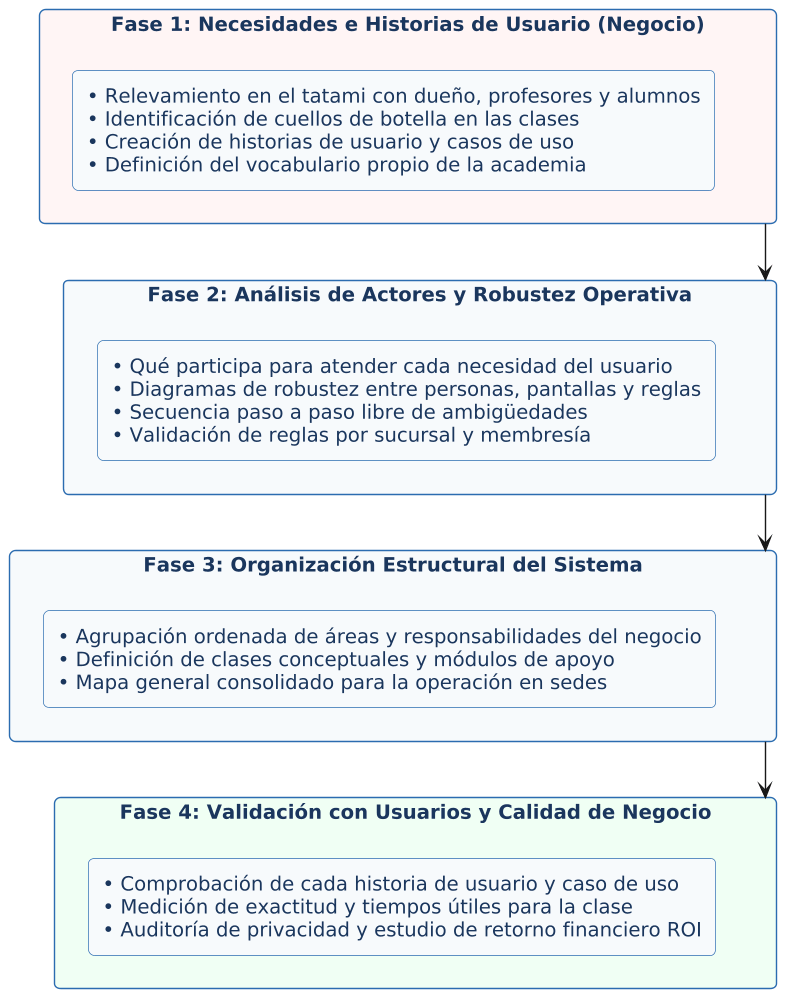 Fase 1: Necesidades e Historias de Usuario (Negocio)
• Relevamiento en el tatami con dueño, profesores y alumnos
• Identificación de cuellos de botella en las clases
• Creación de historias de usuario y casos de uso
• Definición del vocabulario propio de la academia
Fase 2: Análisis de Actores y Robustez Operativa
• Qué participa para atender cada necesidad del usuario
• Diagramas de robustez entre personas, pantallas y reglas
• Secuencia paso a paso libre de ambigüedades
• Validación de reglas por sucursal y membresía
Fase 3: Organización Estructural del Sistema
• Agrupación ordenada de áreas y responsabilidades del negocio
• Definición de clases conceptuales y módulos de apoyo
• Mapa general consolidado para la operación en sedes
Fase 4: Validación con Usuarios y Calidad de Negocio
• Comprobación de cada historia de usuario y caso de uso
• Medición de exactitud y tiempos útiles para la clase
• Auditoría de privacidad y estudio de retorno financiero ROI